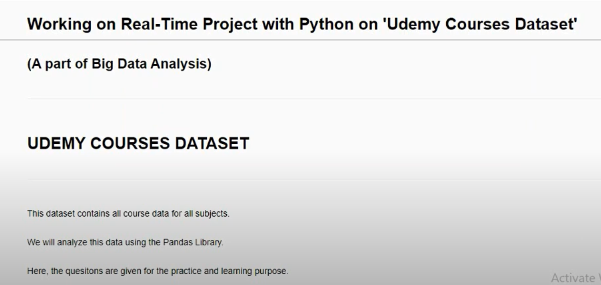 Working on Real-Time Project with Python on 'Udemy Courses Dataset'
(A part of Big Data Analysis)
UDEMY COURSES DATASET
This dataset contains all course data for all subjects.
We will analyze this data using the Pandas Library.
Here, the quesitons are given for the practice and learning purpose.
Activate